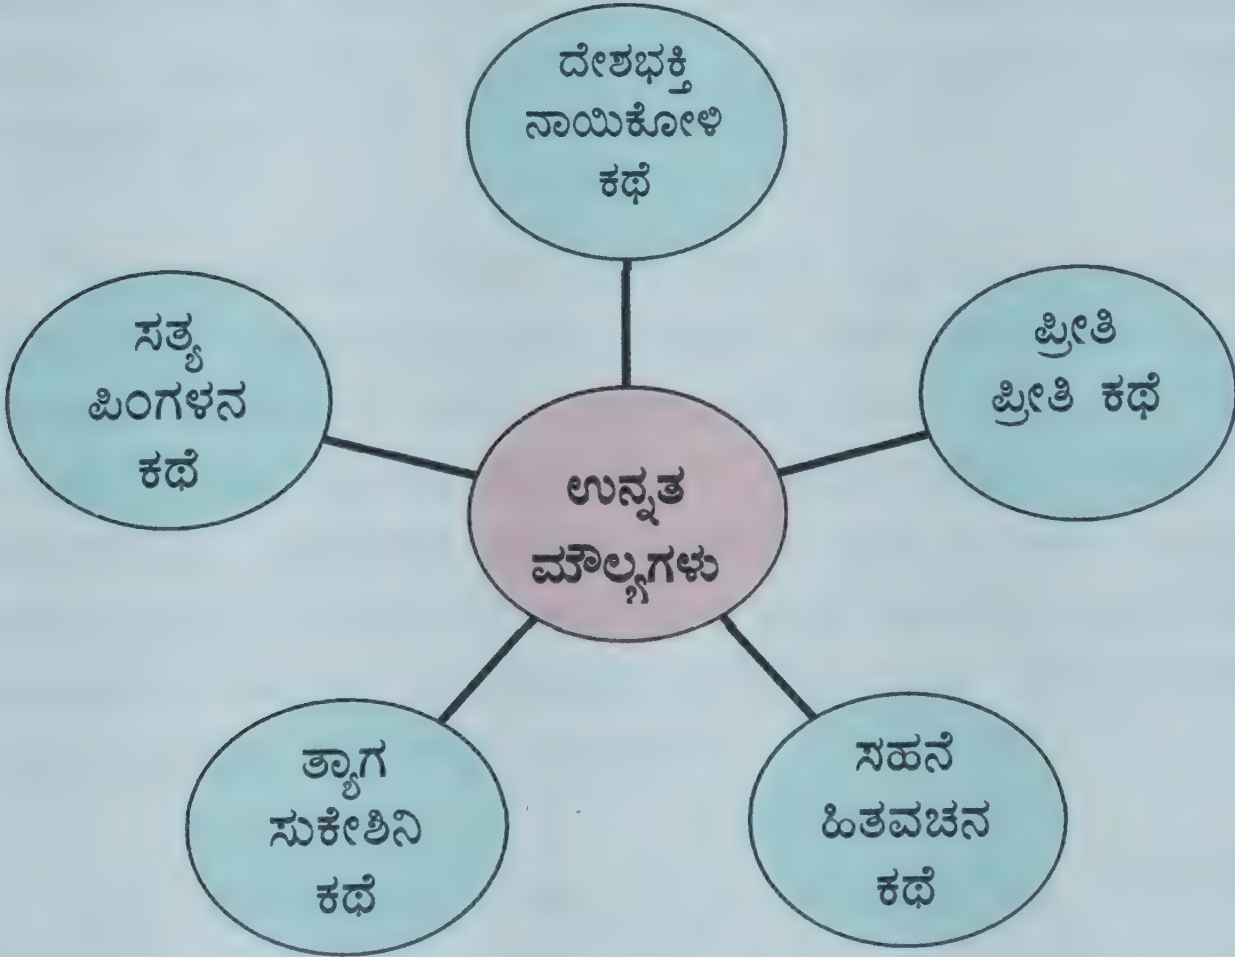 ದೇಶಭಕ್ತಿ
ನಾಯಿಕೋಳಿ
ಕಥೆ
ಸತ್ಯ
ಪಿಂಗಳನ
ಕಥೆ
ಪ್ರೀತಿ
ಪ್ರೀತಿ ಕಥೆ
ಉನ್ನತ
ಮೌಲ್ಯಗಳು
ತ್ಯಾಗ
ಸುಕೇಶಿನಿ
ಕಥೆ
ಸಹನೆ
ಹಿತವಚನ
ಕಥೆ